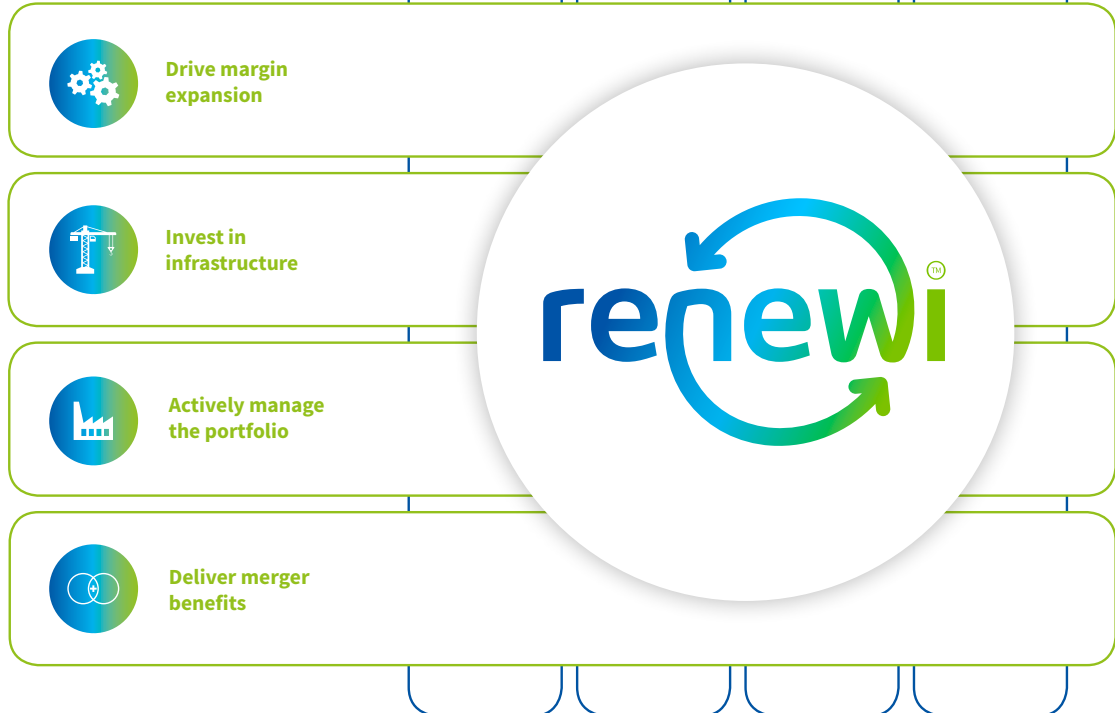 Drive margin
expansion
Invest in
infrastructure
renewi
TM
Actively manage
the portfolio
Deliver merger
benefits